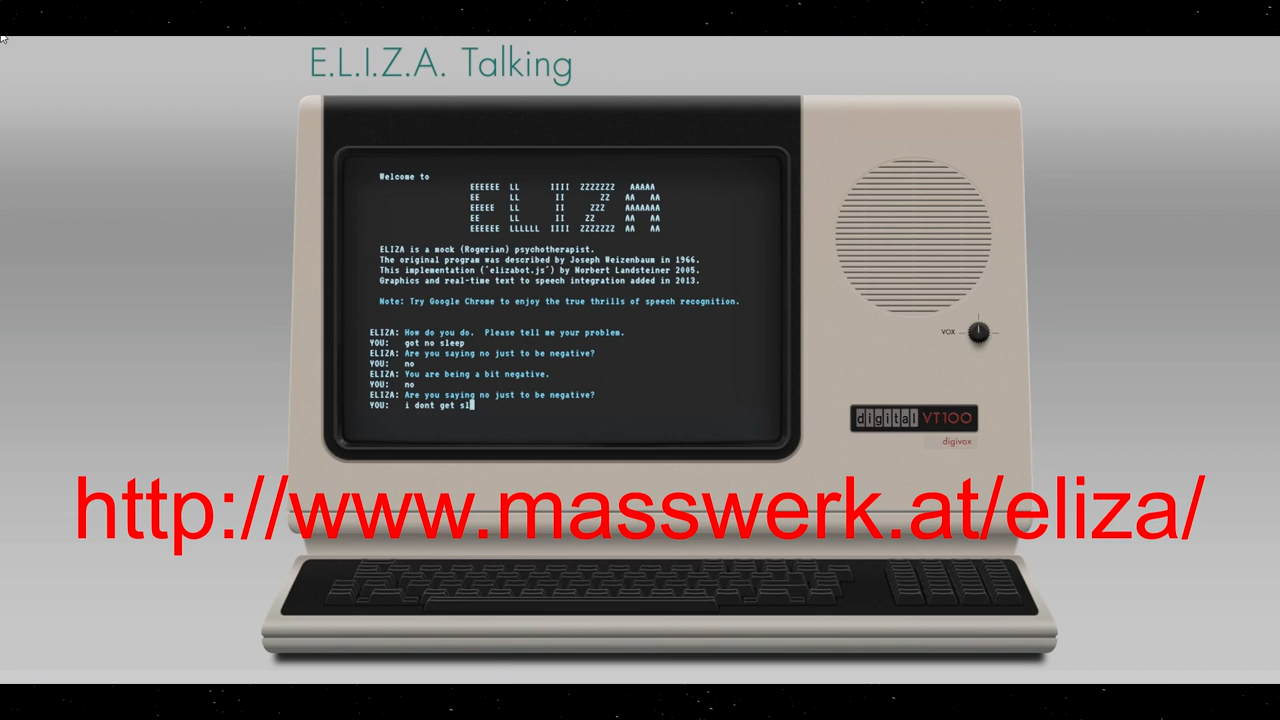 E.L.I.Z.A. Talking
Welcome to
EEEEEE LL IIII ZZZZZZZ AAAAA
EE LL II ZZ AA AA
EEEEE LL II ZZZ AAAAAAA
EE LL II ZZ AA AA
EEEEEE LLLLLL IIII ZZZZZZZ AA AA
ELIZA is a mock (Rogerian) psychotherapist.
The original program was described by Joseph Weizenbaum in 1966.
This implementation ('elizabot.js') by Norbert Landsteiner 2005.
Graphics and real-time text to speech integration added in 2013.
Note: Try Google Chrome to enjoy the true thrills of speech recognition.
ELIZA: How do you do. Please tell me your problem.
YOU: got no sleep
ELIZA: Are you saying no just to be negative?
YOU: no
ELIZA: You are being a bit negative.
YOU: no
ELIZA: Are you saying no just to be negative?
YOU: i dont get sl
VOX
digital VT100
digivox
http://www.masswerk.at/eliza/